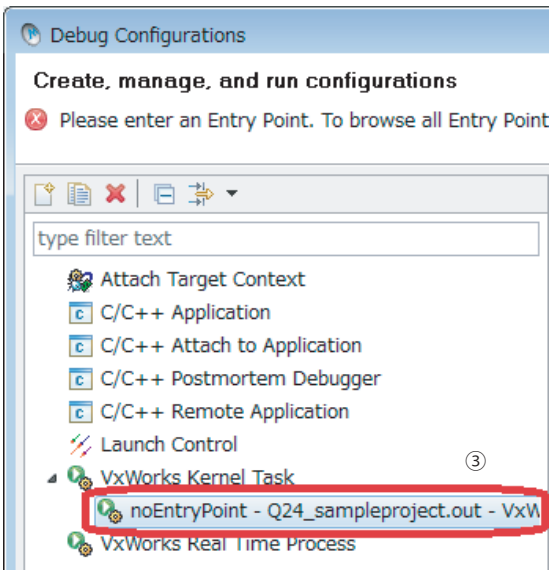 Debug Configurations
Create, manage, and run configurations
Please enter an Entry Point. To browse all Entry Point
type filter text
Attach Target Context
C/C++ Application
C/C++ Attach to Application
C/C++ Postmortem Debugger
C/C++ Remote Application
Launch Control
③
VxWorks Kernel Task
noEntryPoint - Q24_sampleproject.out - VxW
VxWorks Real Time Process